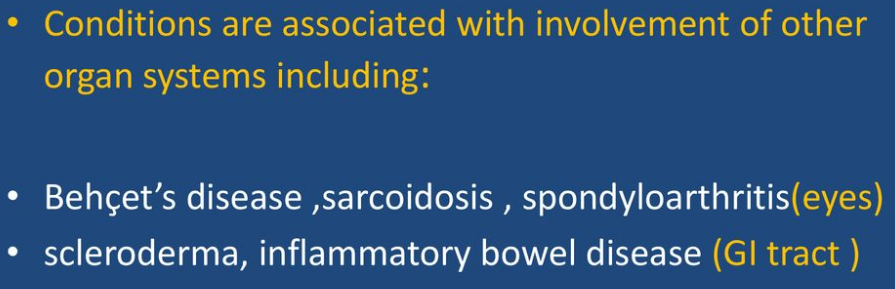 • Conditions are associated with involvement of other
organ systems including:
• Behçet’s disease ,sarcoidosis , spondyloarthritis(eyes)
• scleroderma, inflammatory bowel disease (GI tract )